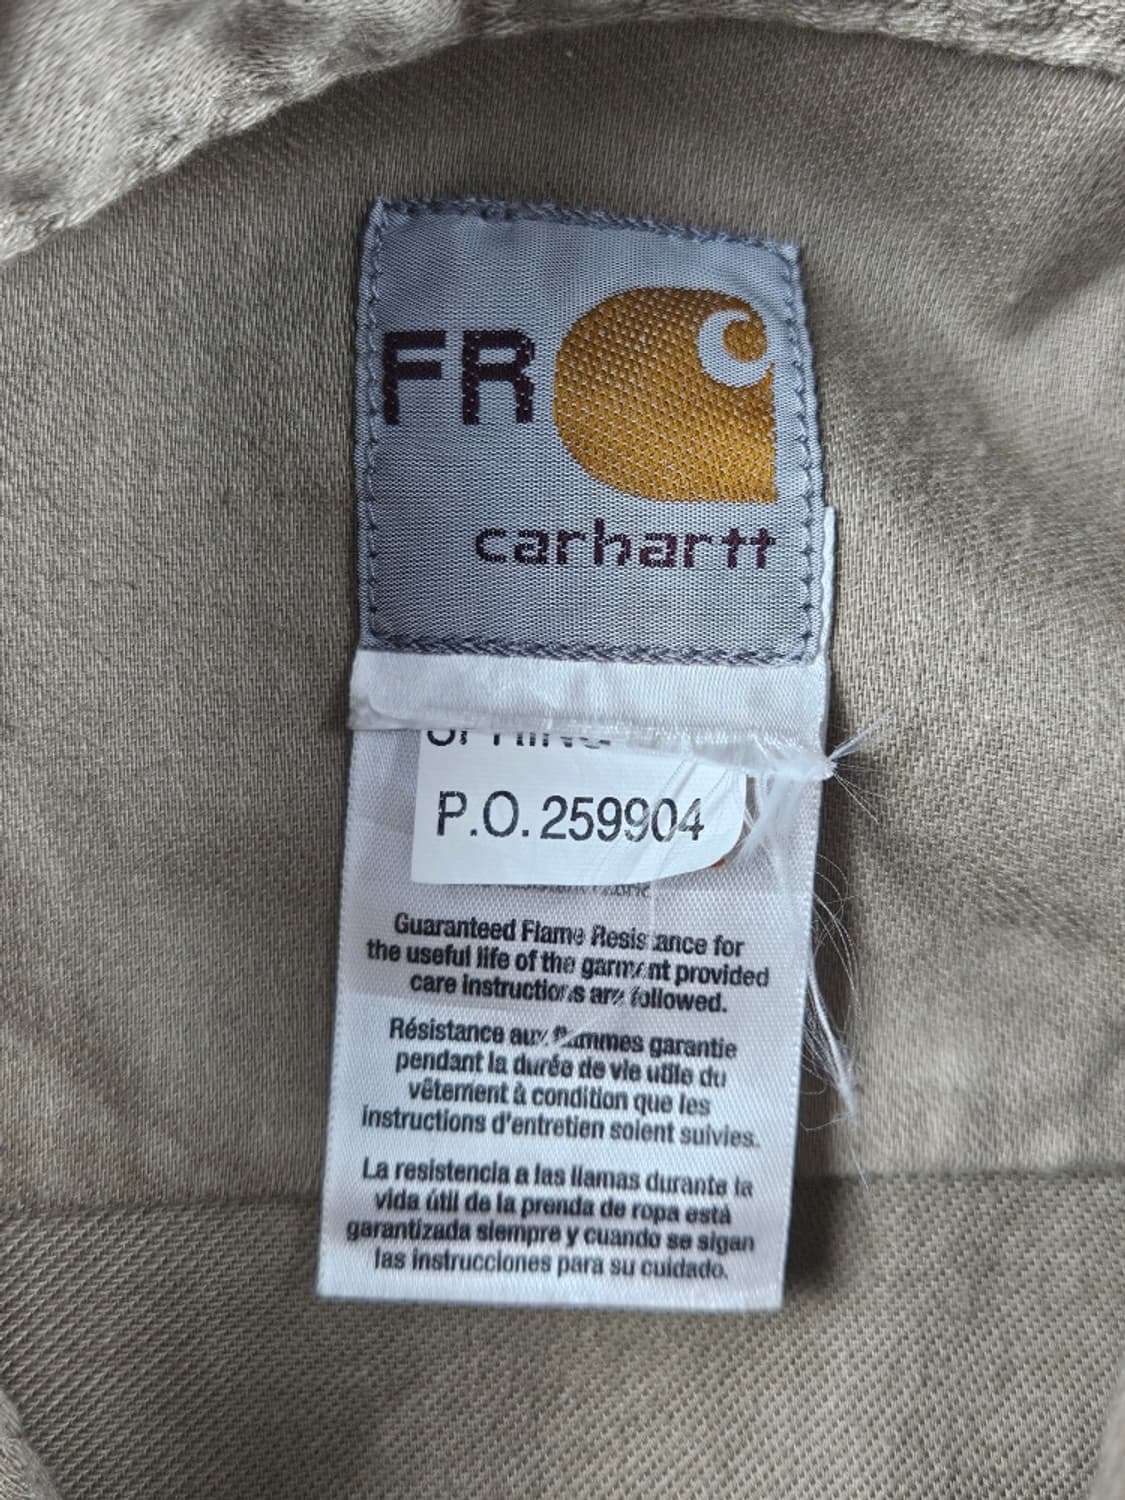 FR
carhartt
P.O. 259904
Guaranteed Flame Resistance for
the useful life of the garment provided
care instructions are followed.
Résistance aux flammes garantie
pendant la durée de vie utile du
vêtement à condition que les
instructions d'entretien soient suivies.
La resistencia a las llamas durante la
vida útil de la prenda de ropa está
garantizada siempre y cuando se sigan
las instrucciones para su cuidado.